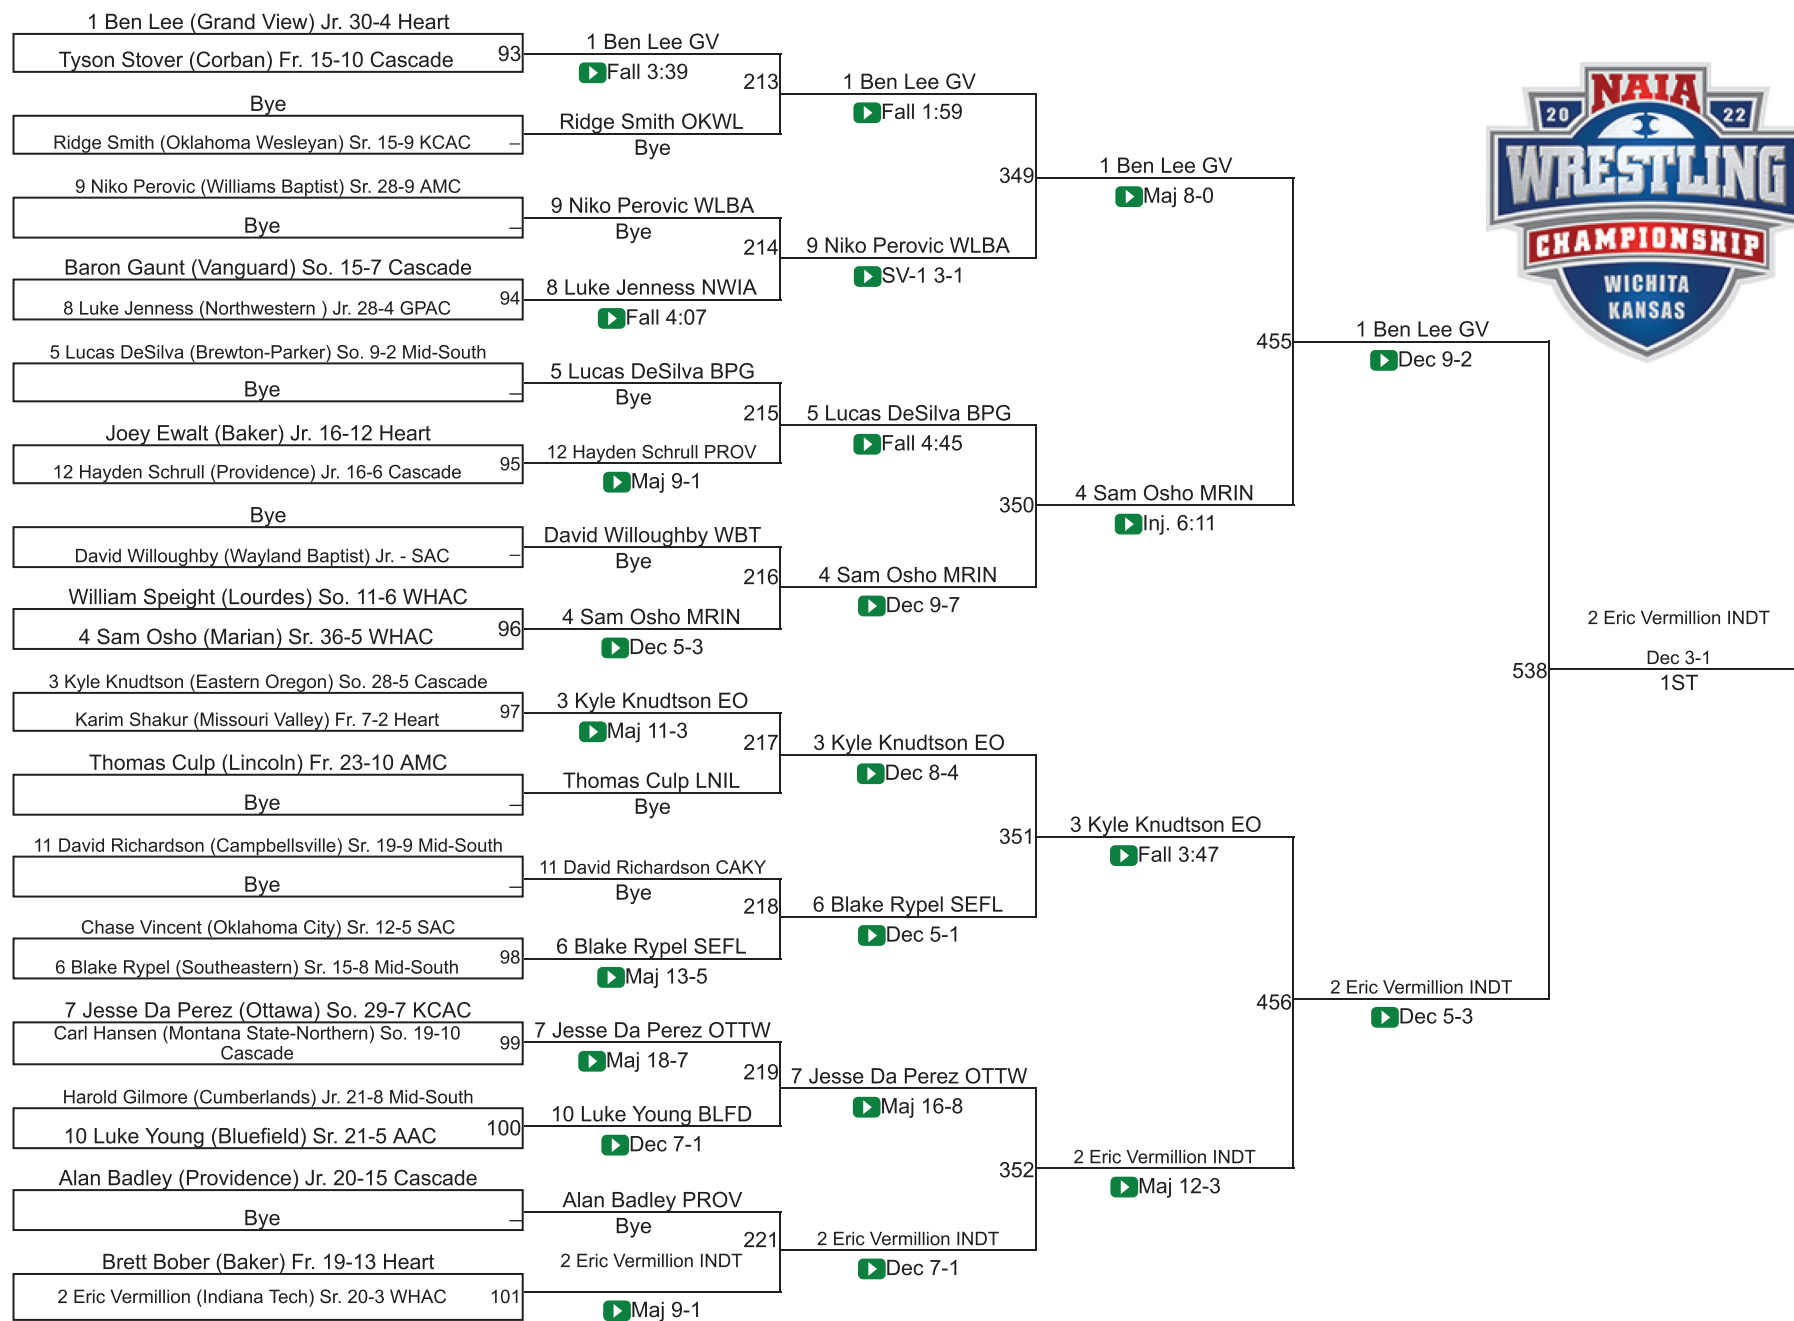 1 Ben Lee (Grand View) Jr. 30-4 Heart
Tyson Stover (Corban) Fr. 15-10 Cascade
93
Bye
Ridge Smith (Oklahoma Wesleyan) Sr. 15-9 KCAC
–
9 Niko Perovic (Williams Baptist) Sr. 28-9 AMC
Bye
–
Baron Gaunt (Vanguard) So. 15-7 Cascade
8 Luke Jenness (Northwestern ) Jr. 28-4 GPAC
94
5 Lucas DeSilva (Brewton-Parker) So. 9-2 Mid-South
Bye
–
Joey Ewalt (Baker) Jr. 16-12 Heart
12 Hayden Schrull (Providence) Jr. 16-6 Cascade
95
Bye
David Willoughby (Wayland Baptist) Jr. - SAC
–
William Speight (Lourdes) So. 11-6 WHAC
4 Sam Osho (Marian) Sr. 36-5 WHAC
96
3 Kyle Knudtson (Eastern Oregon) So. 28-5 Cascade
Karim Shakur (Missouri Valley) Fr. 7-2 Heart
97
Thomas Culp (Lincoln) Fr. 23-10 AMC
Bye
–
11 David Richardson (Campbellsville) Sr. 19-9 Mid-South
Bye
–
Chase Vincent (Oklahoma City) Sr. 12-5 SAC
6 Blake Rypel (Southeastern) Sr. 15-8 Mid-South
98
7 Jesse Da Perez (Ottawa) So. 29-7 KCAC
Carl Hansen (Montana State-Northern) So. 19-10
Cascade
99
Harold Gilmore (Cumberlands) Jr. 21-8 Mid-South
10 Luke Young (Bluefield) Sr. 21-5 AAC
100
Alan Badley (Providence) Jr. 20-15 Cascade
Bye
–
Brett Bober (Baker) Fr. 19-13 Heart
2 Eric Vermillion (Indiana Tech) Sr. 20-3 WHAC
101
1 Ben Lee GV
Fall 3:39
213
Ridge Smith OKWL
Bye
9 Niko Perovic WLBA
Bye
214
8 Luke Jenness NWIA
Fall 4:07
5 Lucas DeSilva BPG
Bye
215
12 Hayden Schrull PROV
Maj 9-1
David Willoughby WBT
Bye
216
4 Sam Osho MRIN
Dec 5-3
3 Kyle Knudtson EO
Maj 11-3
217
Thomas Culp LNIL
Bye
11 David Richardson CAKY
Bye
218
6 Blake Rypel SEFL
Maj 13-5
7 Jesse Da Perez OTTW
Maj 18-7
219
10 Luke Young BLFD
Dec 7-1
Alan Badley PROV
Bye
221
2 Eric Vermillion INDT
Maj 9-1
1 Ben Lee GV
Fall 1:59
349
9 Niko Perovic WLBA
SV-1 3-1
5 Lucas DeSilva BPG
Fall 4:45
350
4 Sam Osho MRIN
Dec 9-7
3 Kyle Knudtson EO
Dec 8-4
351
6 Blake Rypel SEFL
Dec 5-1
7 Jesse Da Perez OTTW
Maj 16-8
352
2 Eric Vermillion INDT
Dec 7-1
1 Ben Lee GV
Maj 8-0
455
4 Sam Osho MRIN
Inj. 6:11
3 Kyle Knudtson EO
Fall 3:47
456
2 Eric Vermillion INDT
Maj 12-3
1 Ben Lee GV
Dec 9-2
538
2 Eric Vermillion INDT
Dec 5-3
2 Eric Vermillion INDT
Dec 3-1
1ST
NAIA
20 22
WRESTLING
CHAMPIONSHIP
WICHITA
KANSAS